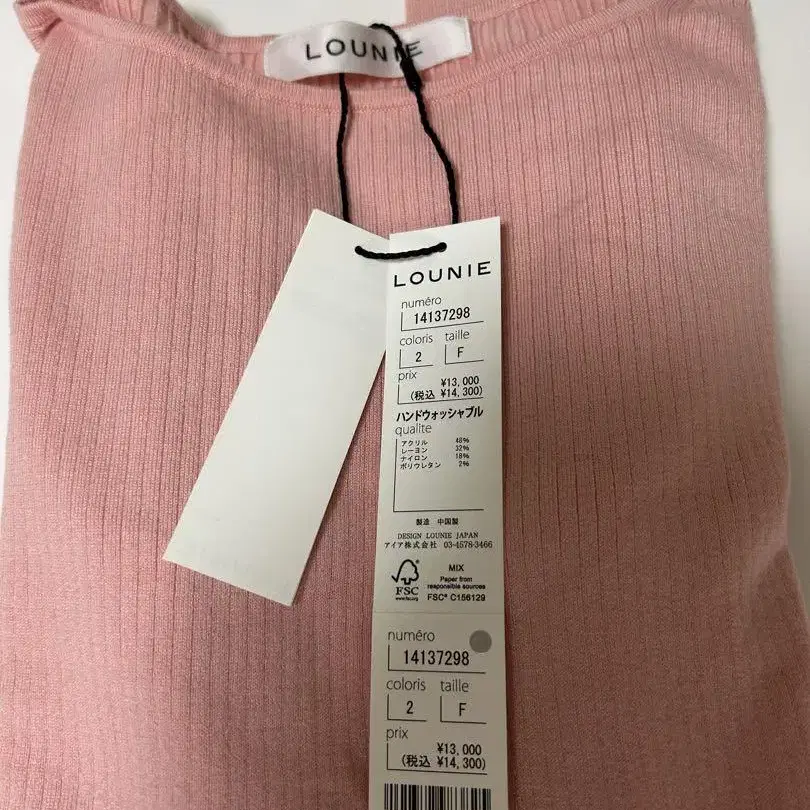 LOUNIE
LOUNIE
numéro
14137298
coloris taille
2 F
prix
¥13,000
(税込 ¥14,300)
ハンドウォッシャブル
qualite
アクリル 48%
レーヨン 32%
ナイロン 18%
ポリウレタン 2%
製造 中国製
DESIGN LOUNIE JAPAN
アイア株式会社 03-4578-3466
FSC
www.fsc.org
MIX
Paper from
responsible sources
FSC® C156129
numéro
14137298
coloris taille
2 F
prix
¥13,000
(税込 ¥14,300)